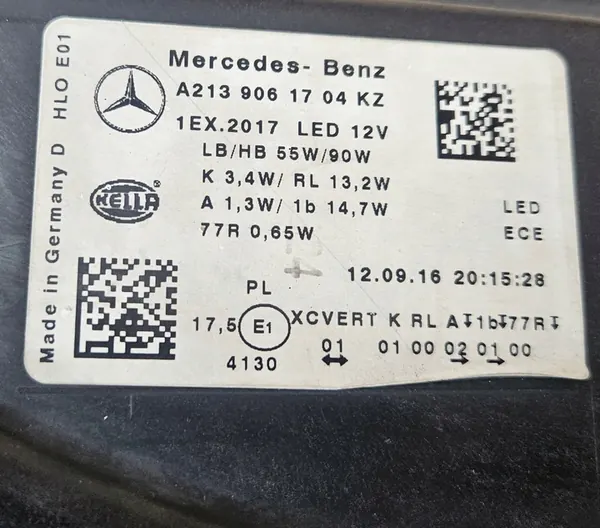 Mercedes- Benz
A213 906 17 04 KZ
1EX.2017 LED 12V
LB/HB 55W/90W
K 3,4W/ RL 13,2W
A 1,3W/ 1b 14,7W
77R 0,65W
LED
ECE
HELLA
®
Made in Germany D HLO E01
12.09.16 20:15:28
PL
17,5 E1 XCVERT K RL A↧1b↧77R↧
4130
01 01 00 02 01 00